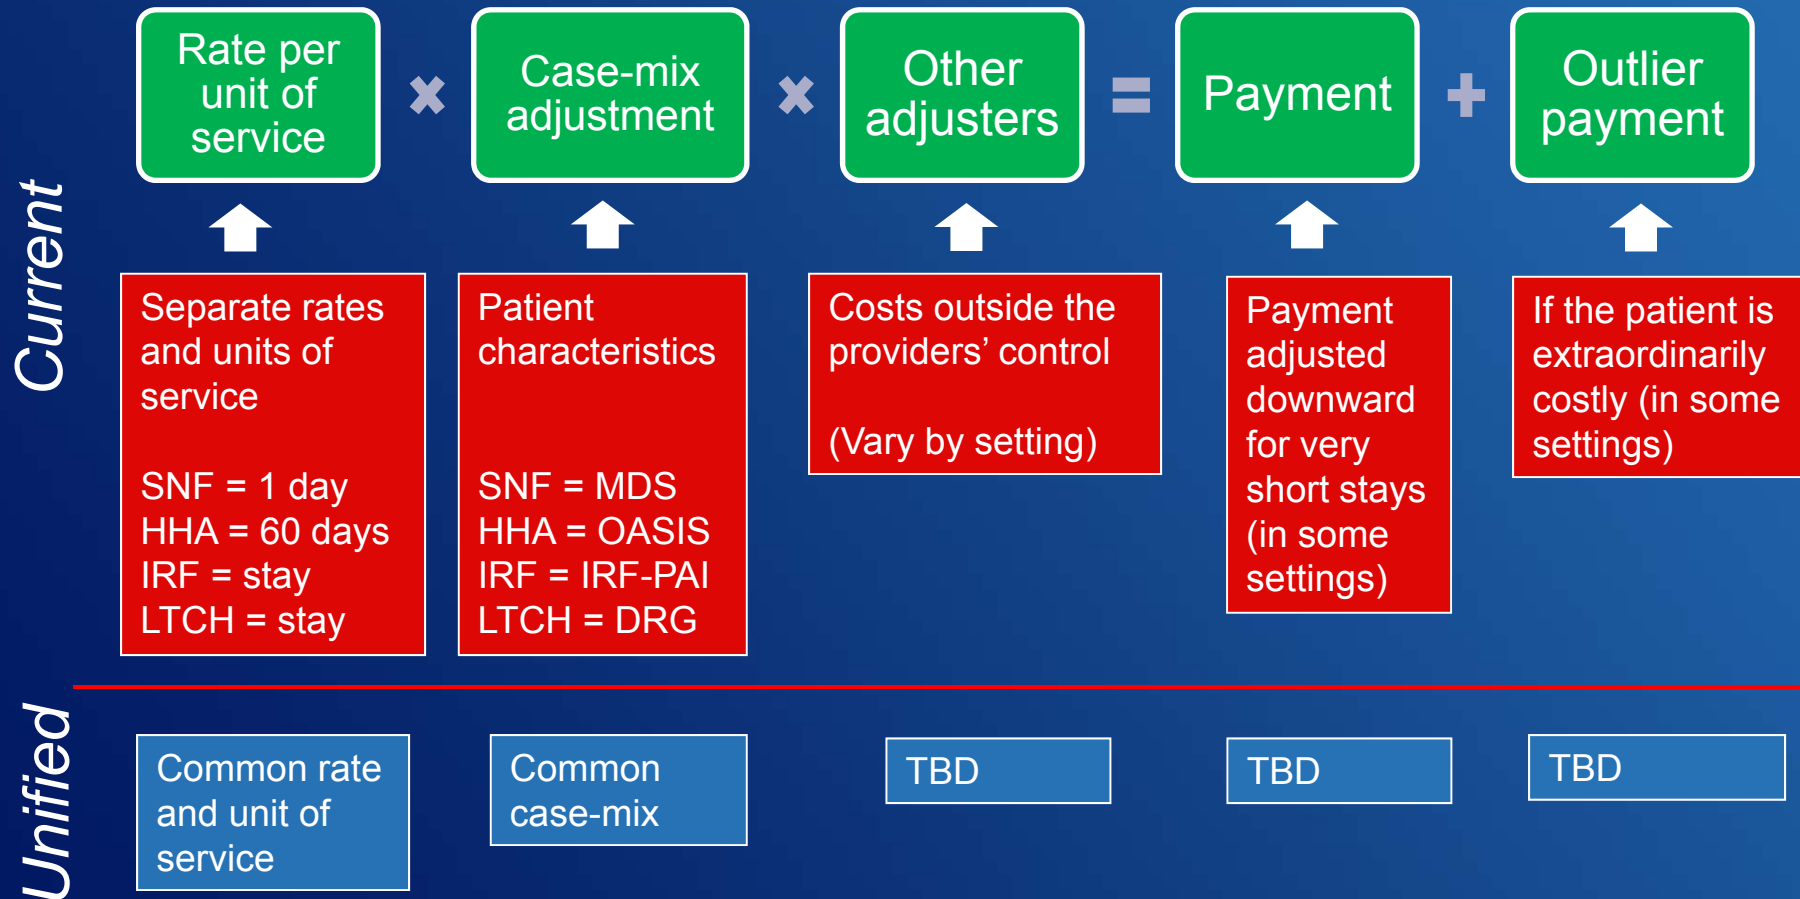 Current
Rate per
unit of
service
×
Case-mix
adjustment
×
Other
adjusters
=
Payment
+
Outlier
payment
Separate rates
and units of
service
SNF = 1 day
HHA = 60 days
IRF = stay
LTCH = stay
Patient
characteristics
SNF = MDS
HHA = OASIS
IRF = IRF-PAI
LTCH = DRG
Costs outside the
providers’ control
(Vary by setting)
Payment
adjusted
downward
for very
short stays
(in some
settings)
If the patient is
extraordinarily
costly (in some
settings)
Unified
Common rate
and unit of
service
Common
case-mix
TBD
TBD
TBD